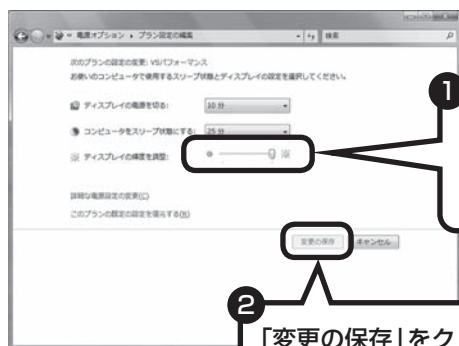 電源オプション ▸ プラン設定の編集
検索
次のプランの設定の変更: VSパフォーマンス
お使いのコンピュータで使用するスリープ状態とディスプレイの設定を選択してください。
ディスプレイの電源を切る: 10 分
コンピュータをスリープ状態にする: 25 分
ディスプレイの輝度を調整:
詳細な電源設定の変更(C)
このプランの既定の設定を復元する(R)
変更の保存 キャンセル
1
2
「変更の保存」をク